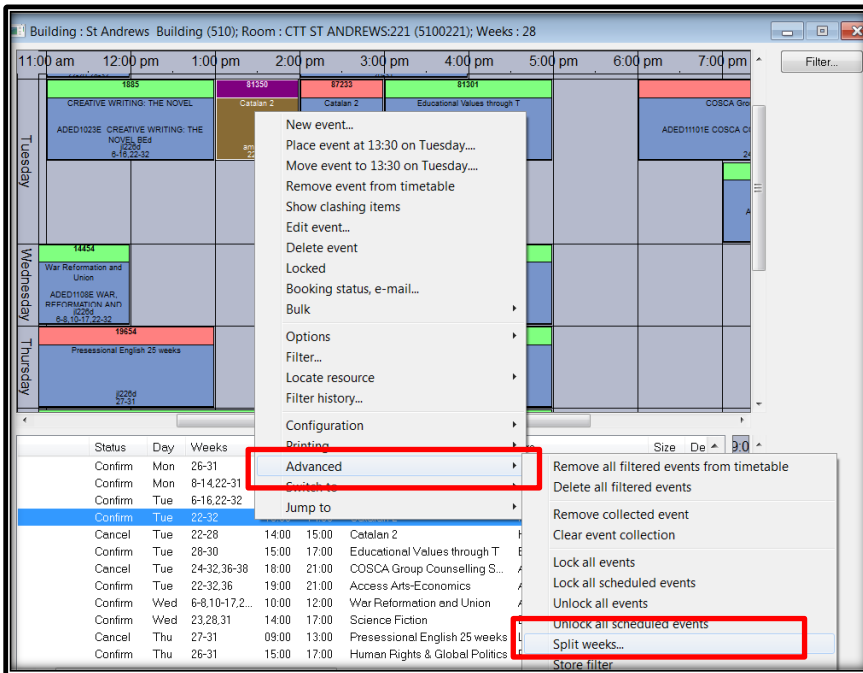 Building : St Andrews Building (510); Room : CTT ST ANDREWS:221 (5100221); Weeks : 28
11:00 am 12:00 pm 1:00 pm 2:00 pm 3:00 pm 4:00 pm 5:00 pm 6:00 pm 7:00 pm
Filter...
Tuesday
1885
CREATIVE WRITING: THE NOVEL
ADED1023E CREATIVE WRITING: THE
NOVEL BEd
jl226d
6-16,22-32
81350
Catalan 2
am
22
87233
Catalan 2
81301
Educational Values through T
COSCA Gro
ADED11101E COSCA C
24
A
Wednesday
14454
War Reformation and
Union
ADED1108E WAR,
REFORMATION AND
jl226d
6-8,10-17,22-32
Thursday
19654
Presessional English 25 weeks
jl226d
27-31
New event...
Place event at 13:30 on Tuesday....
Move event to 13:30 on Tuesday....
Remove event from timetable
Show clashing items
Edit event...
Delete event
Locked
Booking status, e-mail...
Bulk
Options
Filter...
Locate resource
Filter history...
Configuration
Printing
Advanced
Switch to
Jump to
Remove all filtered events from timetable
Delete all filtered events
Remove collected event
Clear event collection
Lock all events
Lock all scheduled events
Unlock all events
Unlock all scheduled events
Split weeks...
Store filter
Status Day Weeks Size De 9:0
Confirm Mon 26-31
Confirm Mon 8-14,22-31
Confirm Tue 6-16,22-32
Confirm Tue 22-32 Catalan 2
Cancel Tue 22-28 14:00 15:00 Catalan 2
Confirm Tue 28-30 15:00 17:00 Educational Values through T
Cancel Tue 24-32,36-38 18:00 21:00 COSCA Group Counselling S...
Confirm Tue 22-32,36 19:00 21:00 Access Arts-Economics
Confirm Wed 6-8,10-17,2... 10:00 12:00 War Reformation and Union
Confirm Wed 23,28,31 14:00 17:00 Science Fiction
Cancel Thu 27-31 09:00 13:00 Presessional English 25 weeks
Confirm Thu 26-31 15:00 17:00 Human Rights & Global Politics